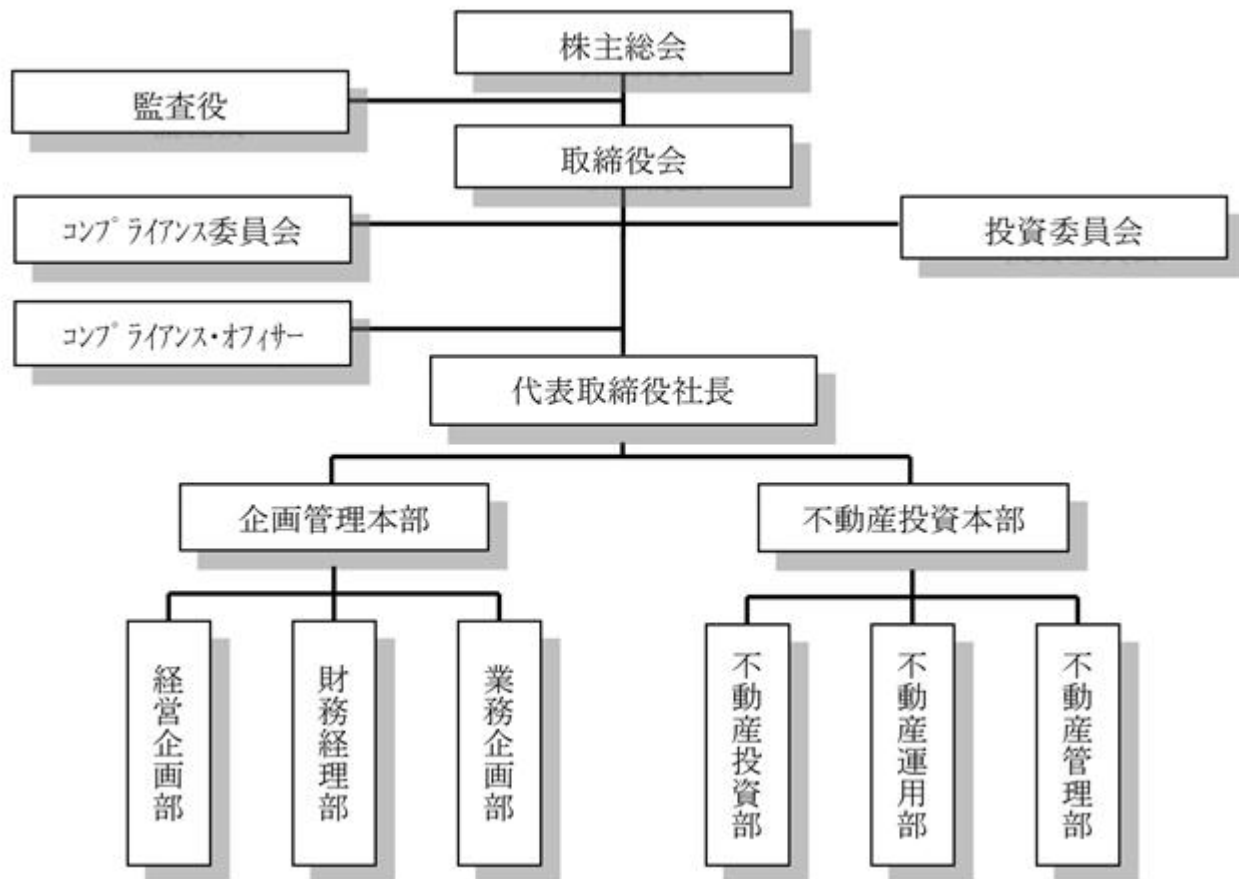 株主総会
監査役
取締役会
ｺﾝﾌﾟﾗｲｱﾝｽ委員会
投資委員会
ｺﾝﾌﾟﾗｲｱﾝｽ・ｵﾌｨｻｰ
代表取締役社長
企画管理本部
不動産投資本部
経営企画部
財務経理部
業務企画部
不動産投資部
不動産運用部
不動産管理部